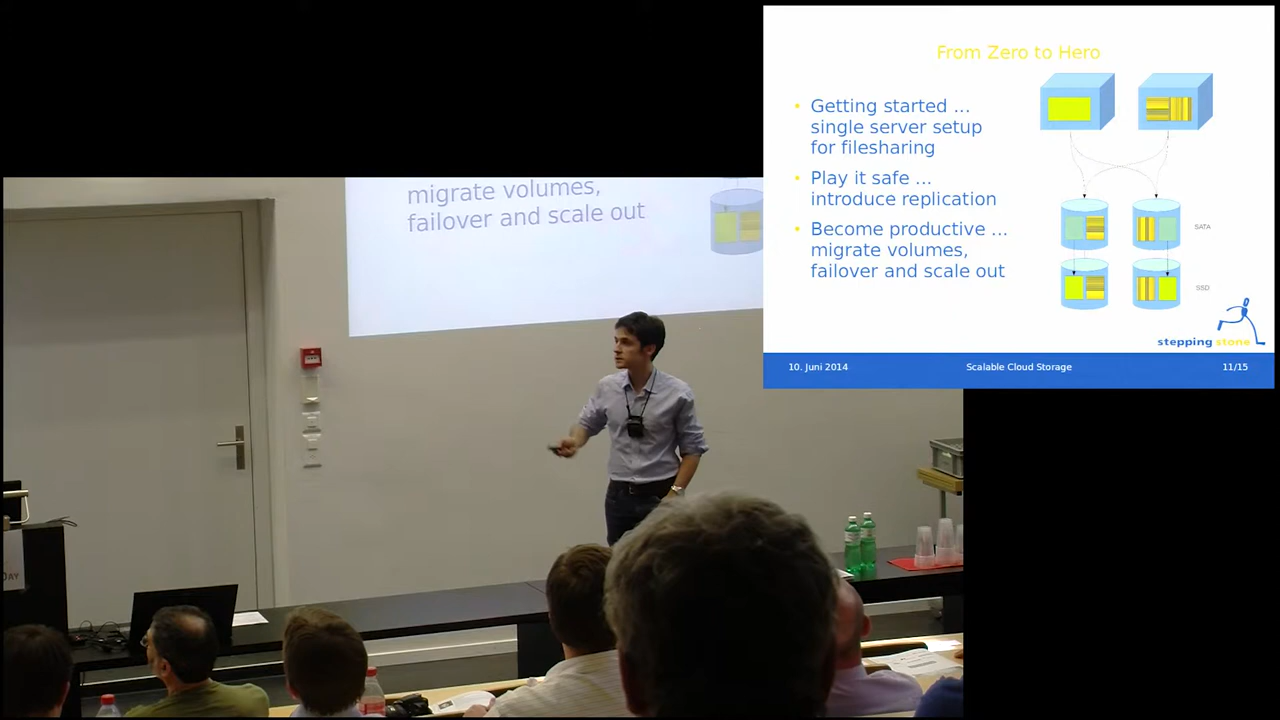 From Zero to Hero
• Getting started ...
single server setup
for filesharing
• Play it safe ...
introduce replication
• Become productive ...
migrate volumes,
failover and scale out
SATA
SSD
stepping stone
10. Juni 2014 Scalable Cloud Storage 11/15
migrate volumes,
failover and scale out
DAY